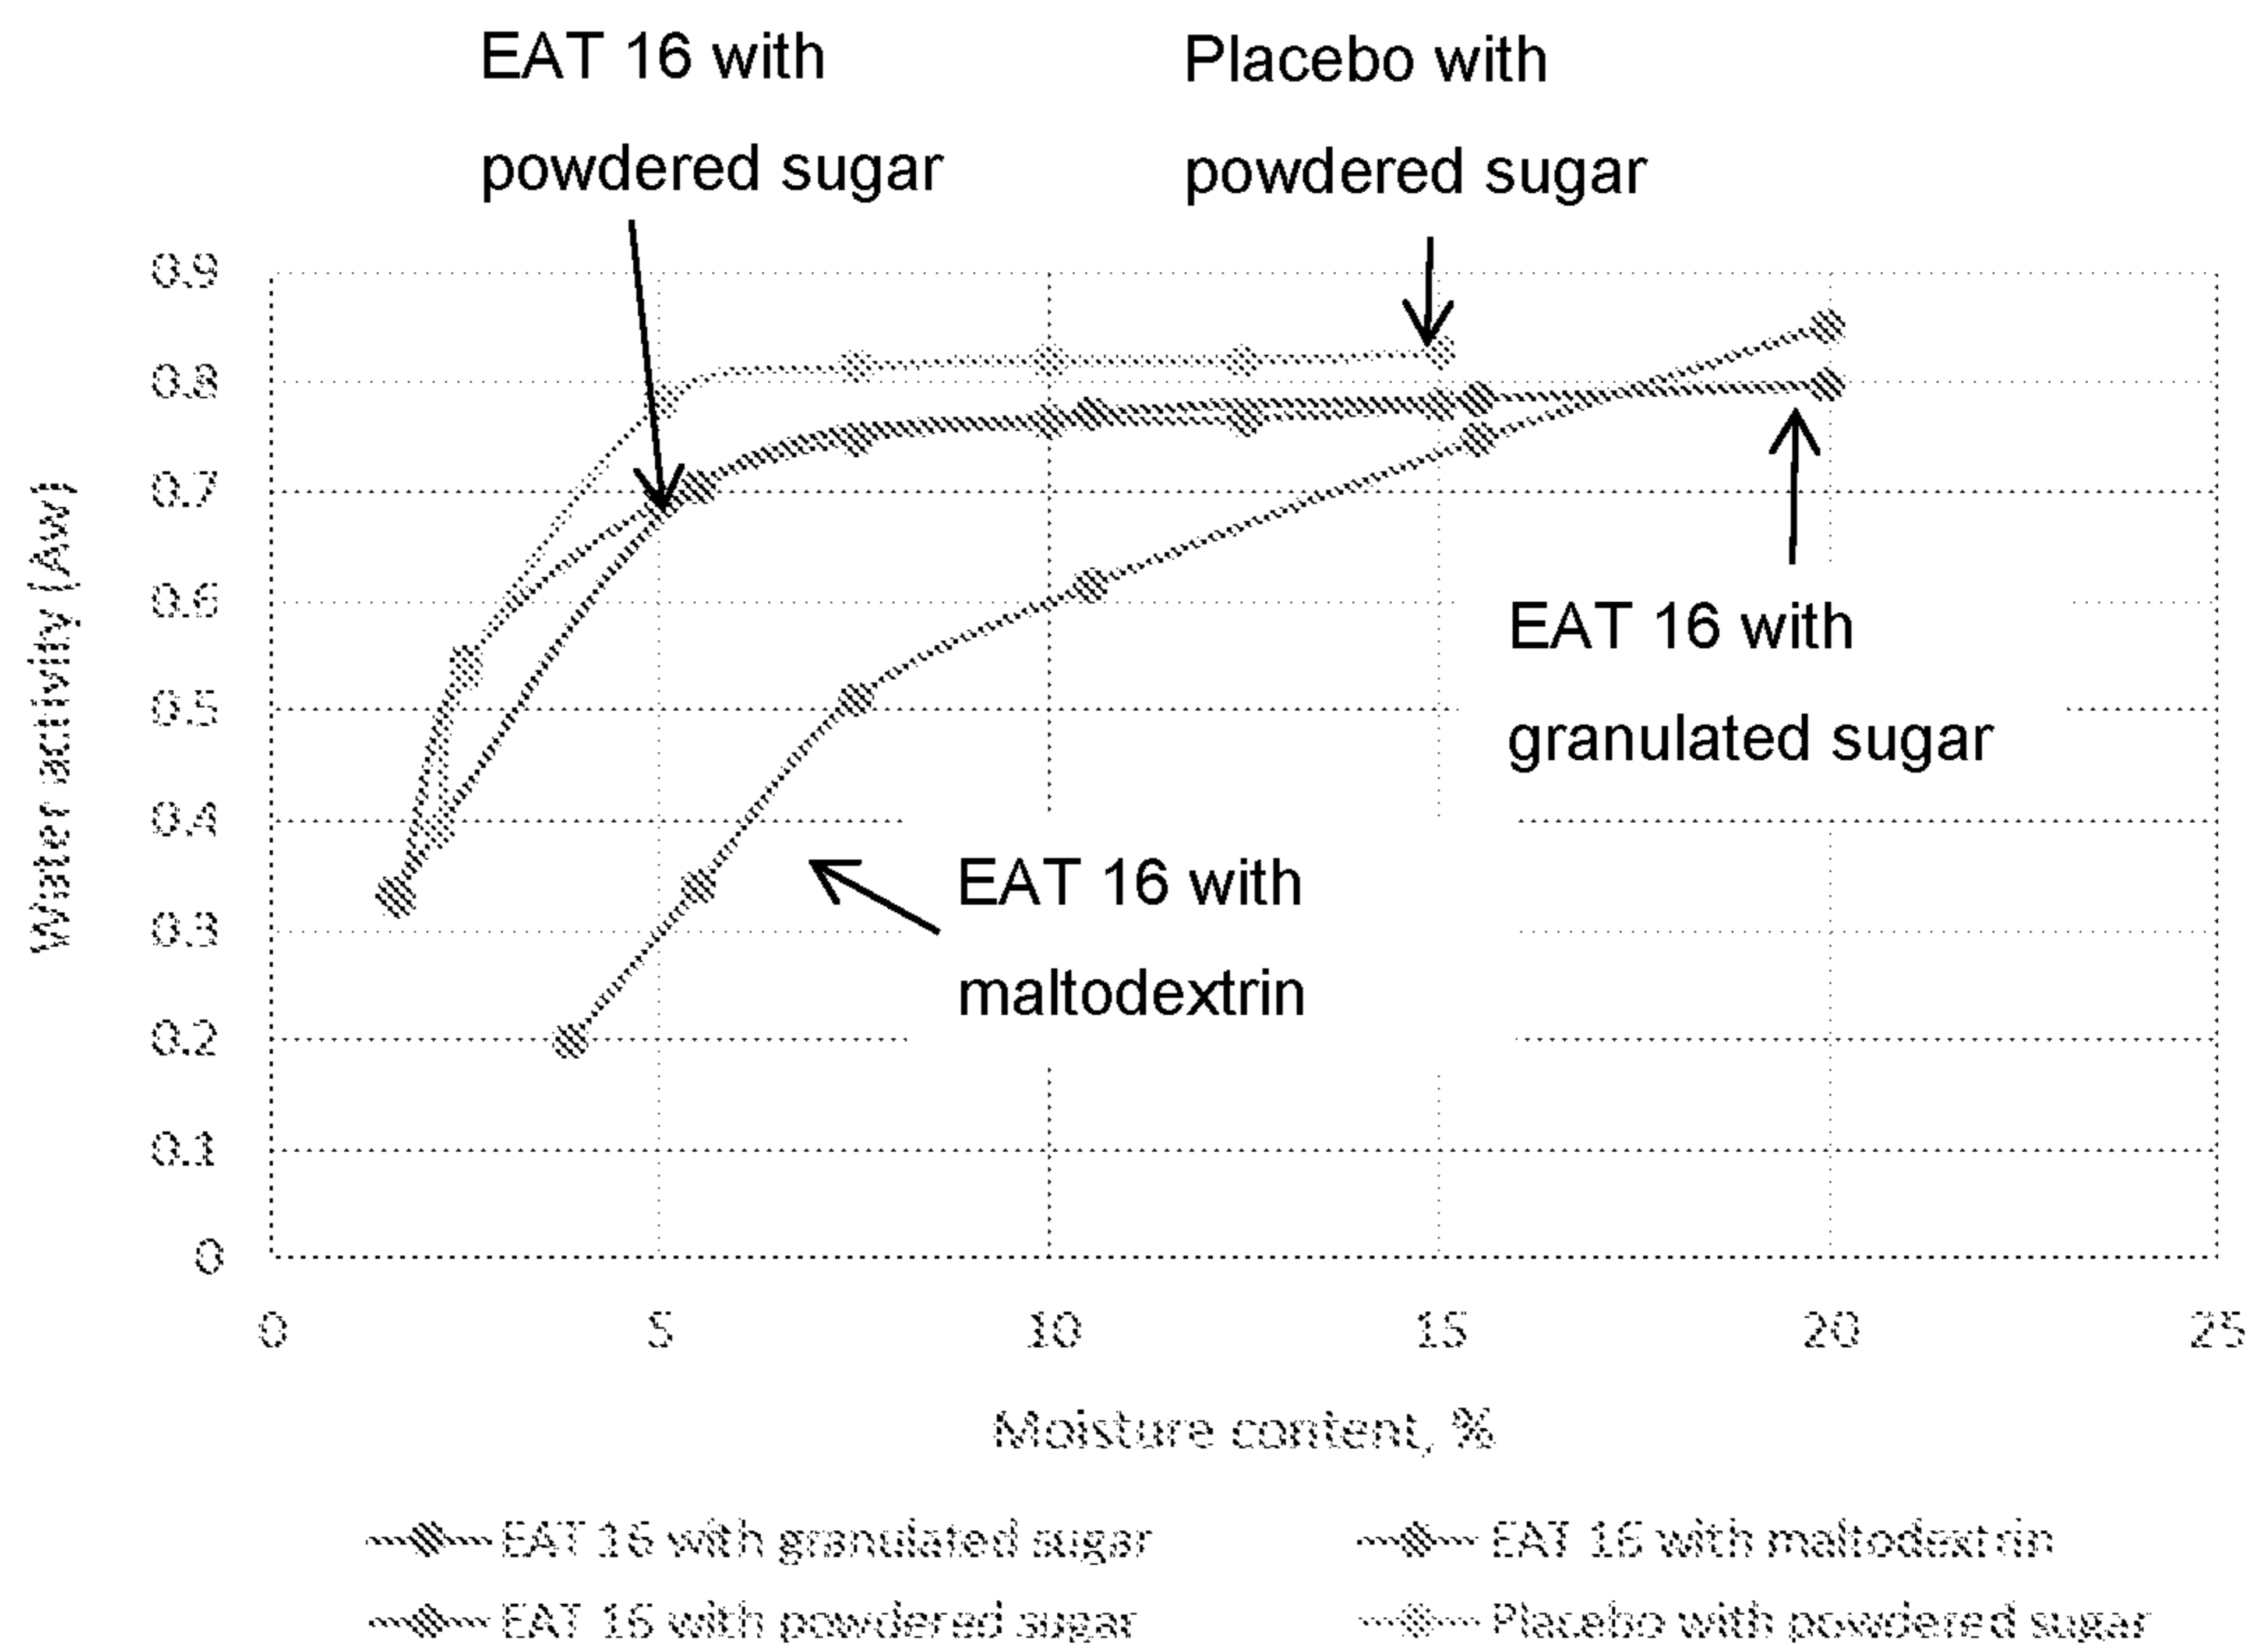 EAT 16 with
powdered sugar
Placebo with
powdered sugar
0.9
0.8
0.7
0.6
0.5
0.4
0.3
0.2
0.1
0
Water activity (Aw)
EAT 16 with
granulated sugar
EAT 16 with
maltodextrin
0 5 10 15 20 25
Moisture content, %
EAT 16 with granulated sugar EAT 16 with maltodextrin
EAT 16 with powdered sugar Placebo with powdered sugar